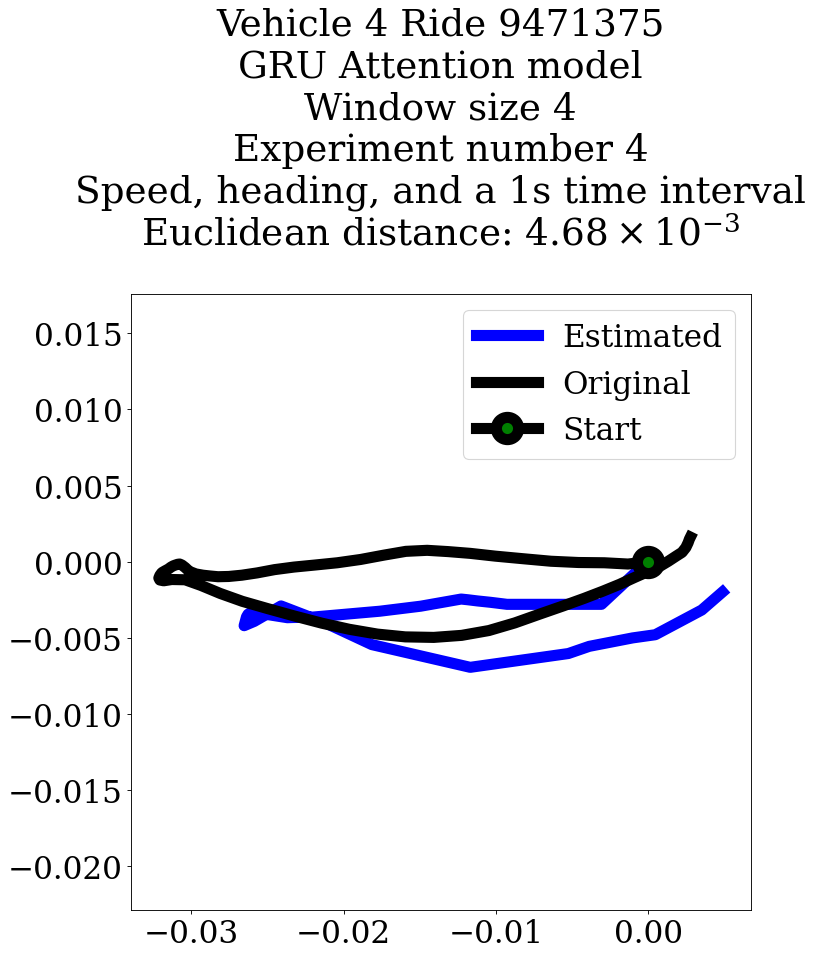 Vehicle 4 Ride 9471375
GRU Attention model
Window size 4
Experiment number 4
Speed, heading, and a 1s time interval
Euclidean distance: 4.68 × 10⁻³
Estimated
Original
Start
0.015
0.010
0.005
0.000
−0.005
−0.010
−0.015
−0.020
−0.03 −0.02 −0.01 0.00